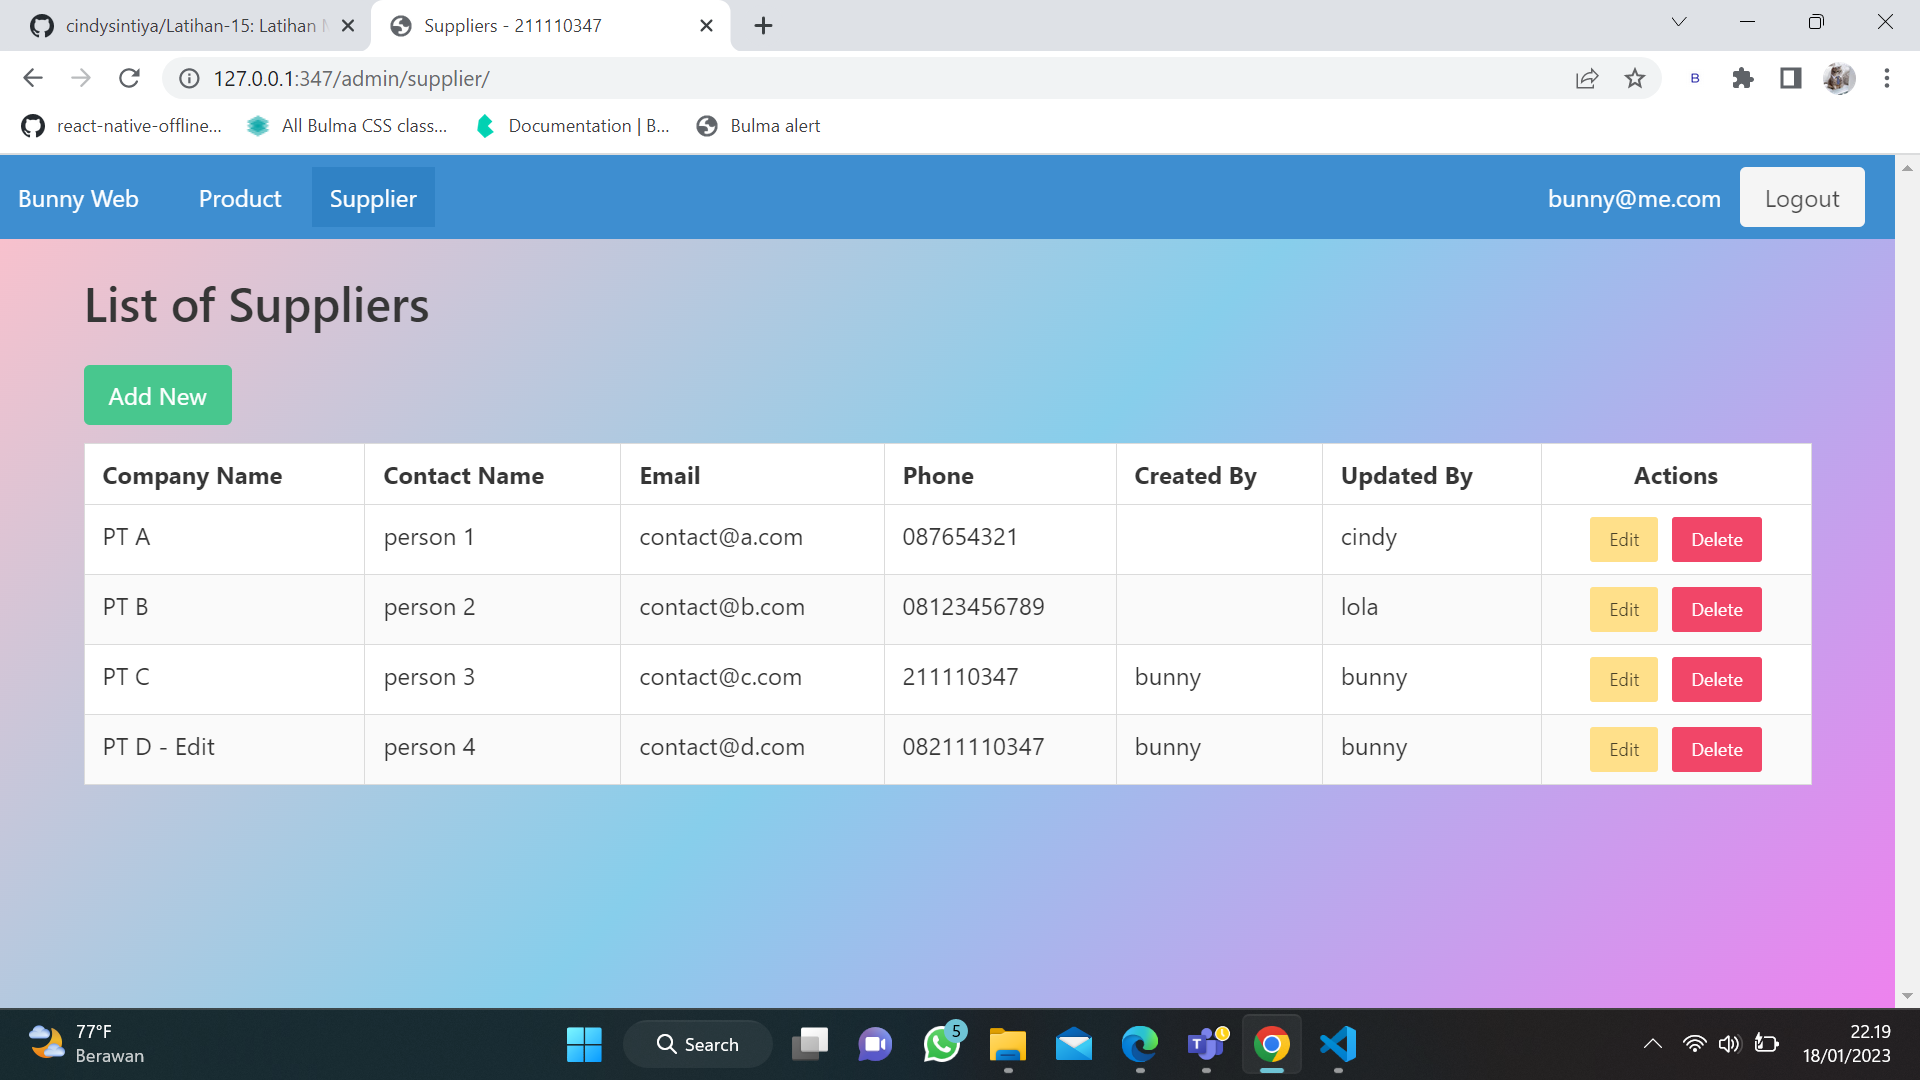 cindysintiya/Latihan-15: Latihan
Suppliers - 211110347
127.0.0.1:347/admin/supplier/
B
react-native-offline...
All Bulma CSS class...
Documentation | B...
Bulma alert
Bunny Web
Product
Supplier
bunny@me.com
Logout
List of Suppliers
Add New
Company Name Contact Name Email Phone Created By Updated By Actions
PT A person 1 contact@a.com 087654321 cindy Edit Delete
PT B person 2 contact@b.com 08123456789 lola Edit Delete
PT C person 3 contact@c.com 211110347 bunny bunny Edit Delete
PT D - Edit person 4 contact@d.com 08211110347 bunny bunny Edit Delete
77°F
Berawan
Search
5
22.19
18/01/2023